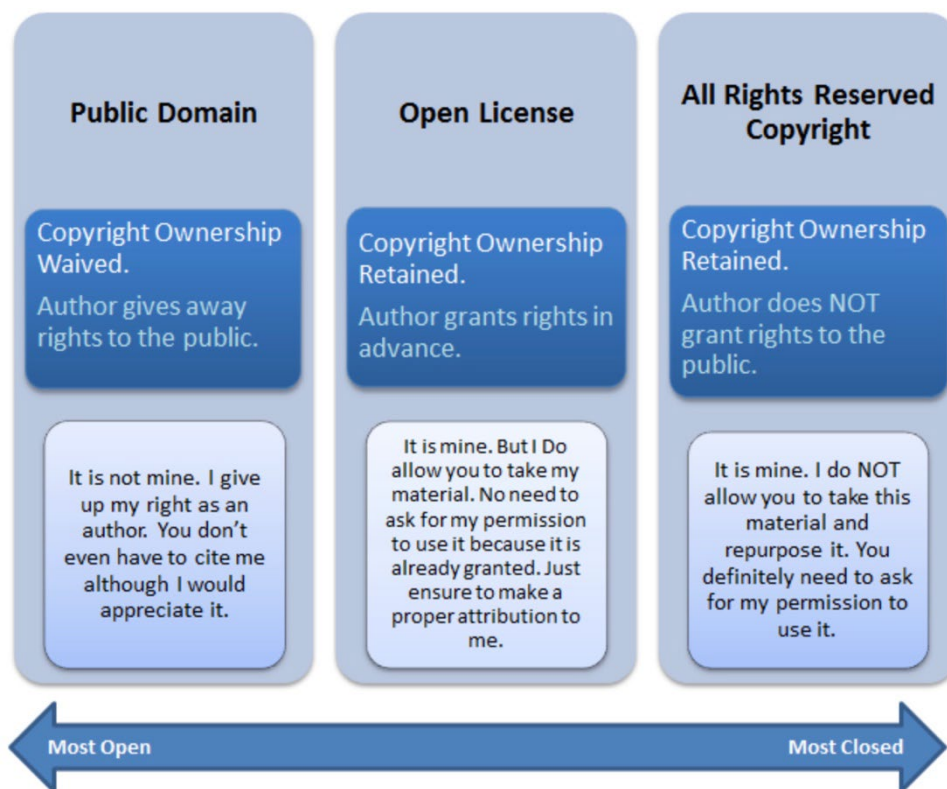 Public Domain
Copyright Ownership
Waived.
Author gives away
rights to the public.
It is not mine. I give
up my right as an
author. You don't
even have to cite me
although I would
appreciate it.
Open License
Copyright Ownership
Retained.
Author grants rights in
advance.
It is mine. But I Do
allow you to take my
material. No need to
ask for my permission
to use it because it is
already granted. Just
ensure to make a
proper attribution to
me.
All Rights Reserved
Copyright
Copyright Ownership
Retained.
Author does NOT
grant rights to the
public.
It is mine. I do NOT
allow you to take this
material and
repurpose it. You
definitely need to ask
for my permission to
use it.
Most Open
Most Closed